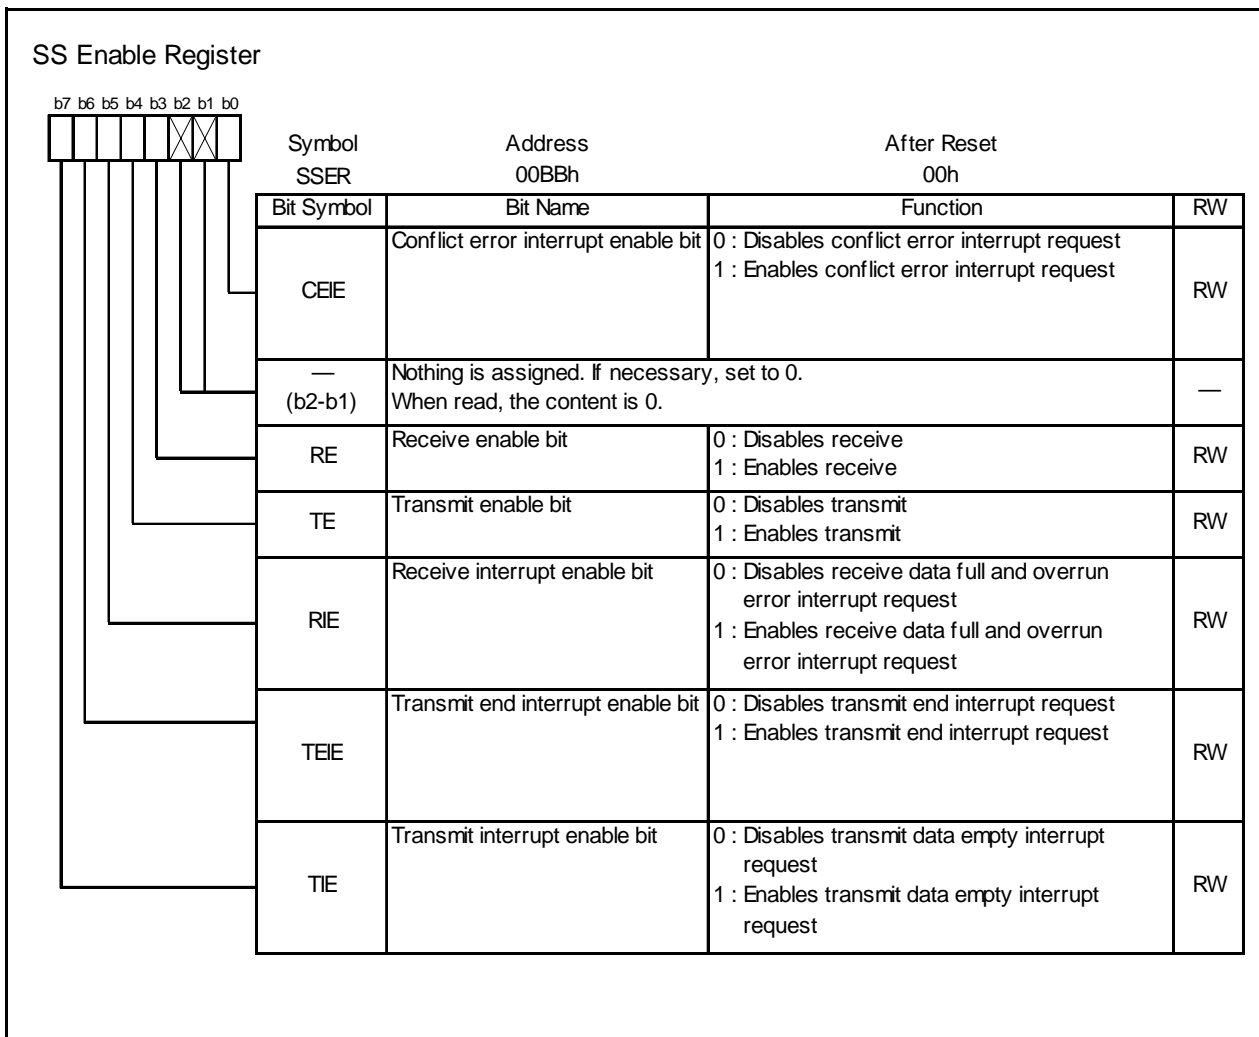 SS Enable Register
b7 b6 b5 b4 b3 b2 b1 b0
Symbol Address After Reset
SSER 00BBh 00h
Bit Symbol Bit Name Function RW
CEIE Conflict error interrupt enable bit 0 : Disables conflict error interrupt request
1 : Enables conflict error interrupt request
RW
—
(b2-b1)
Nothing is assigned. If necessary, set to 0.
When read, the content is 0.
—
RE Receive enable bit 0 : Disables receive
1 : Enables receive
RW
TE Transmit enable bit 0 : Disables transmit
1 : Enables transmit
RW
RIE Receive interrupt enable bit 0 : Disables receive data full and overrun
error interrupt request
1 : Enables receive data full and overrun
error interrupt request
RW
TEIE Transmit end interrupt enable bit 0 : Disables transmit end interrupt request
1 : Enables transmit end interrupt request
RW
TIE Transmit interrupt enable bit 0 : Disables transmit data empty interrupt
request
1 : Enables transmit data empty interrupt
request
RW